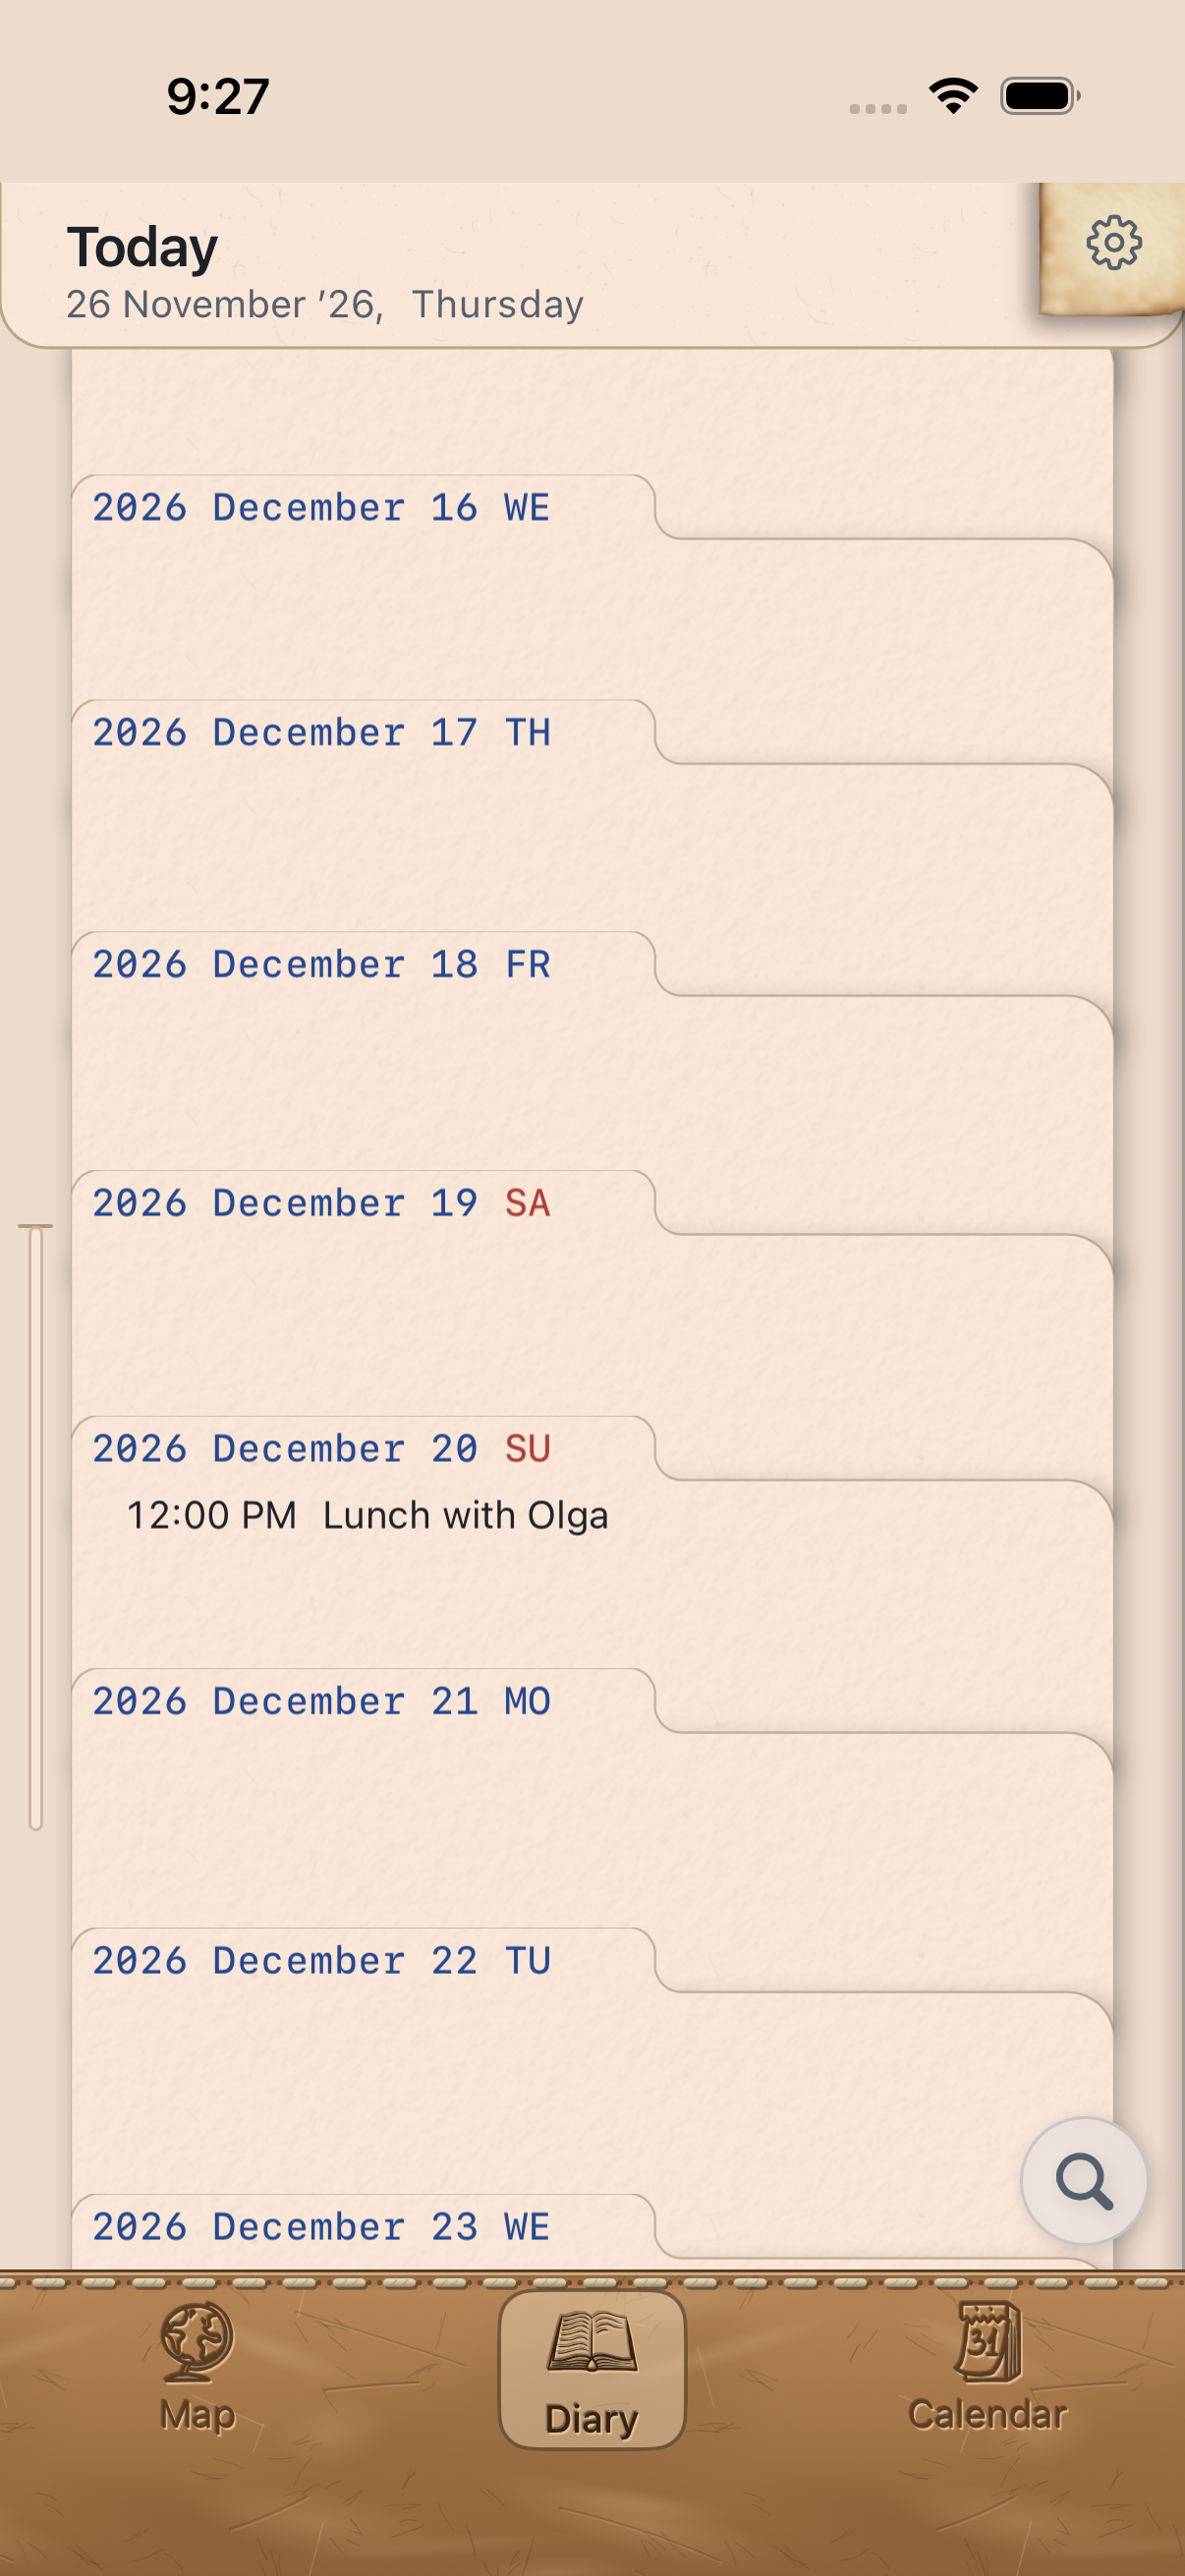 9:27
Today
26 November ’26, Thursday
2026 December 16 WE
2026 December 17 TH
2026 December 18 FR
2026 December 19 SA
2026 December 20 SU
12:00 PM Lunch with Olga
2026 December 21 MO
2026 December 22 TU
2026 December 23 WE
31
Map
Diary
Calendar